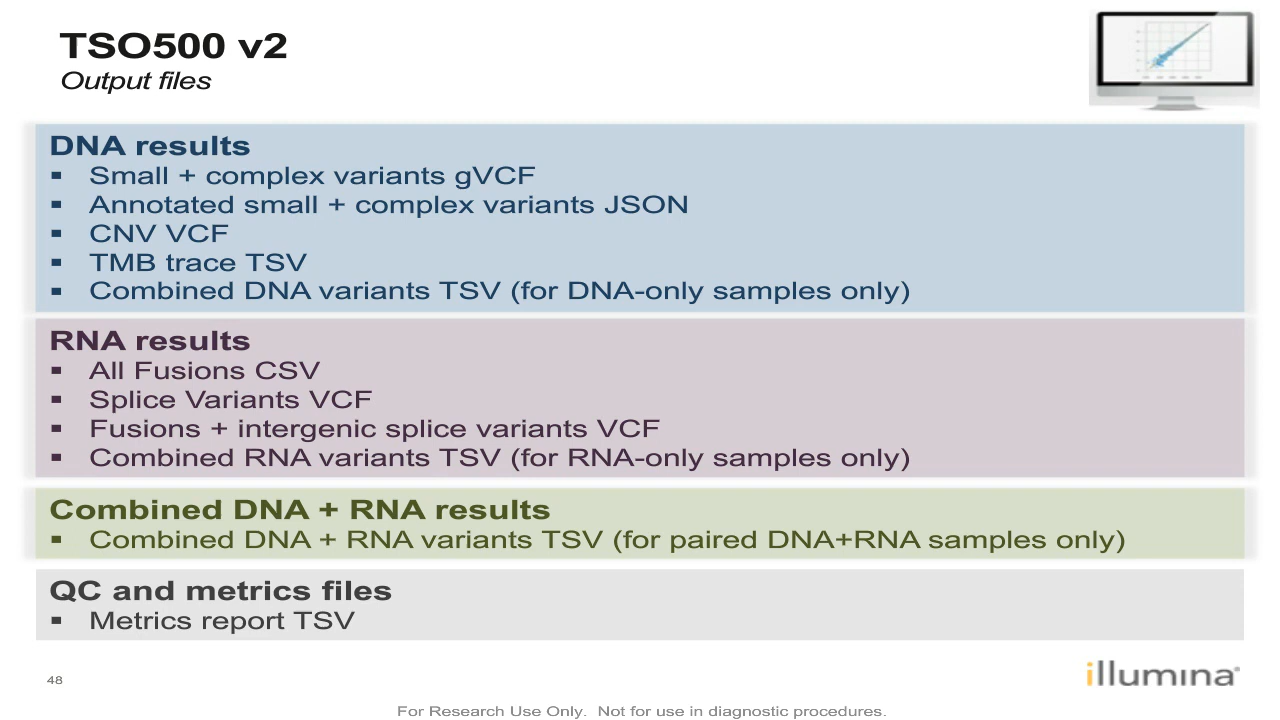 TSO500 v2
Output files
DNA results
▪ Small + complex variants gVCF
▪ Annotated small + complex variants JSON
▪ CNV VCF
▪ TMB trace TSV
▪ Combined DNA variants TSV (for DNA-only samples only)
RNA results
▪ All Fusions CSV
▪ Splice Variants VCF
▪ Fusions + intergenic splice variants VCF
▪ Combined RNA variants TSV (for RNA-only samples only)
Combined DNA + RNA results
▪ Combined DNA + RNA variants TSV (for paired DNA+RNA samples only)
QC and metrics files
▪ Metrics report TSV
48
illumina®
For Research Use Only. Not for use in diagnostic procedures.